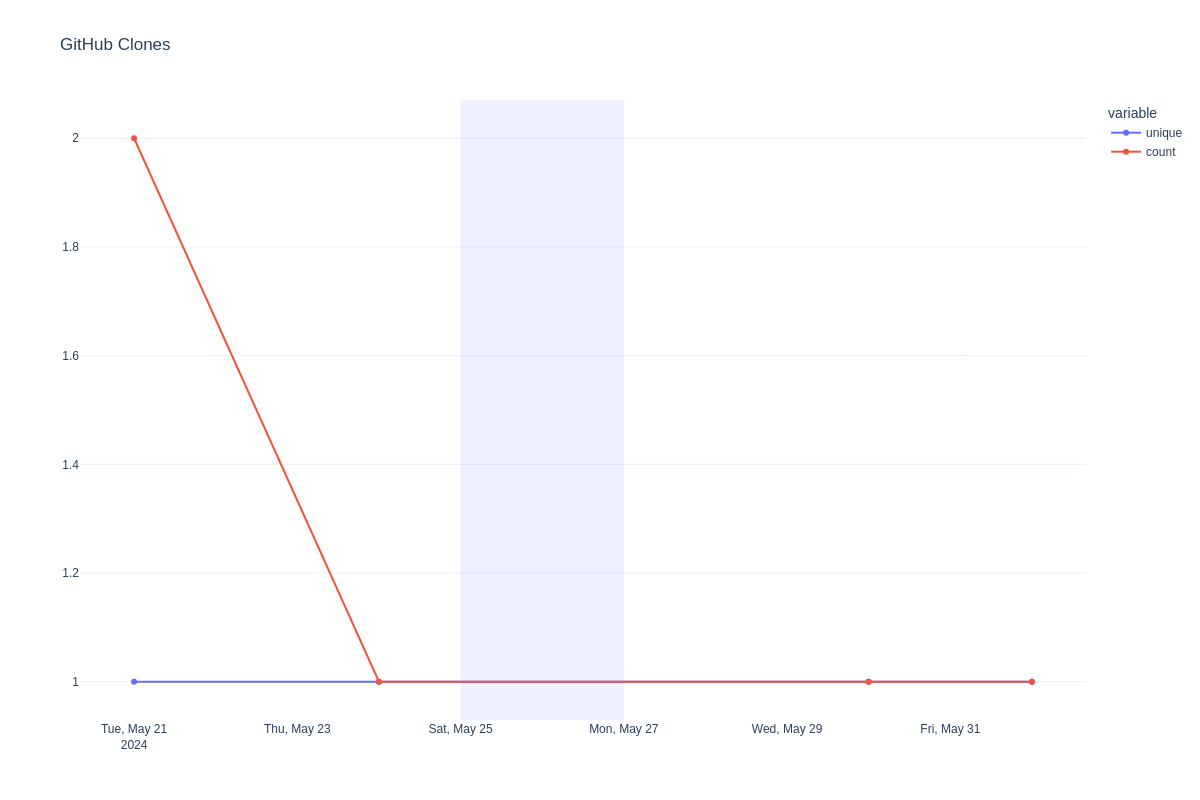 GitHub Clones
variable
unique
count
2
1.8
1.6
1.4
1.2
1
Tue, May 21
2024
Thu, May 23
Sat, May 25
Mon, May 27
Wed, May 29
Fri, May 31